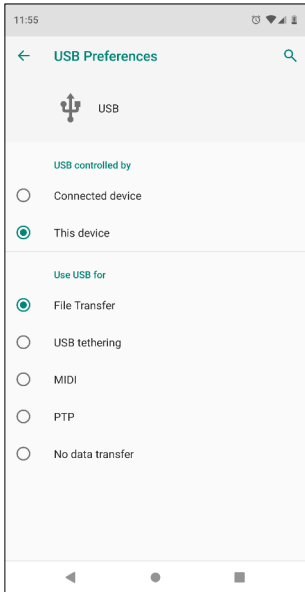 11:55
USB Preferences
USB
USB controlled by
Connected device
This device
Use USB for
File Transfer
USB tethering
MIDI
PTP
No data transfer